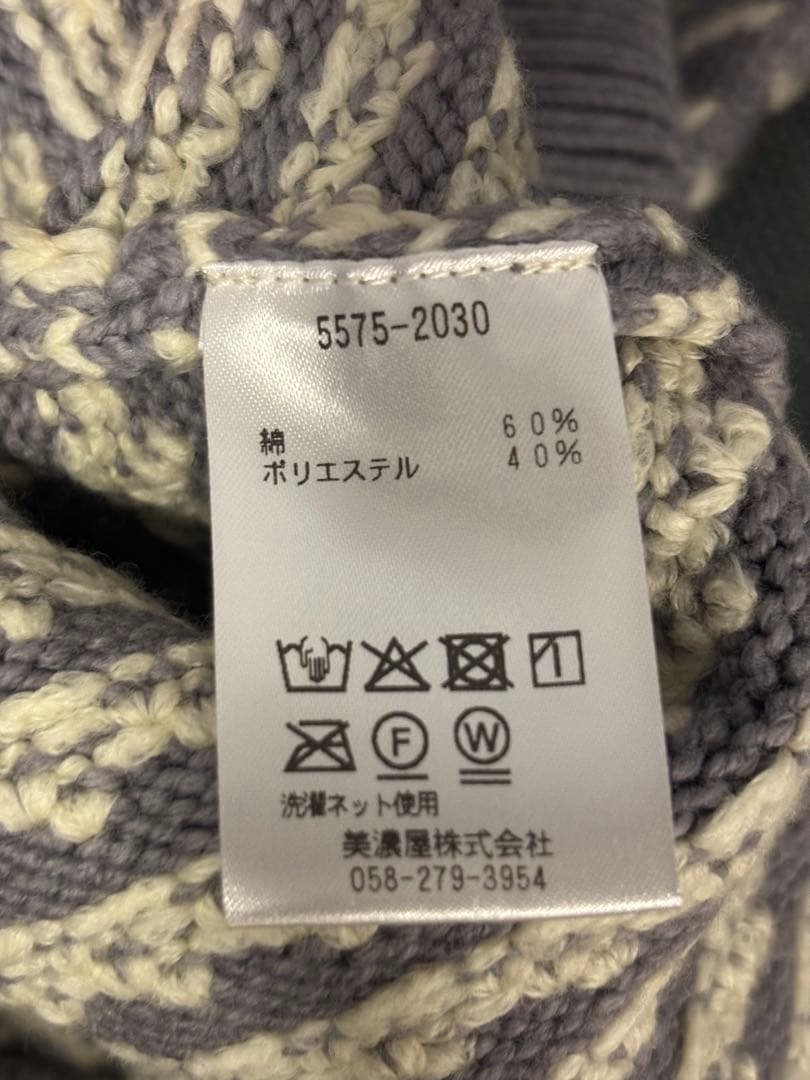 5575-2030
綿 60%
ポリエステル 40%
F W
洗濯ネット使用
美濃屋株式会社
058-279-3954